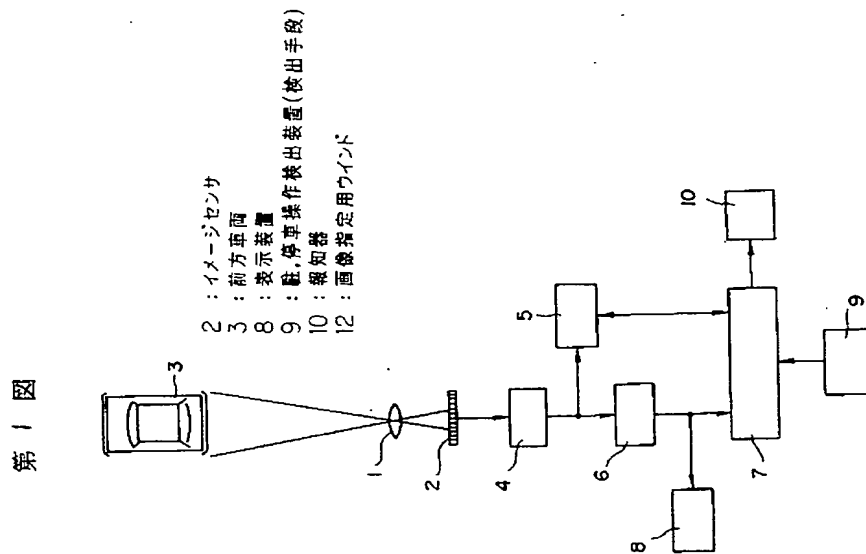 第 1 図
2 : イメージセンサ
3 : 前方車両
8 : 表示装置
9 : 駐,停車操作検出装置(検出手段)
10 : 報知器
12 : 画像指定用ウインド
3
1
2
4
5
6
7
8
9
10